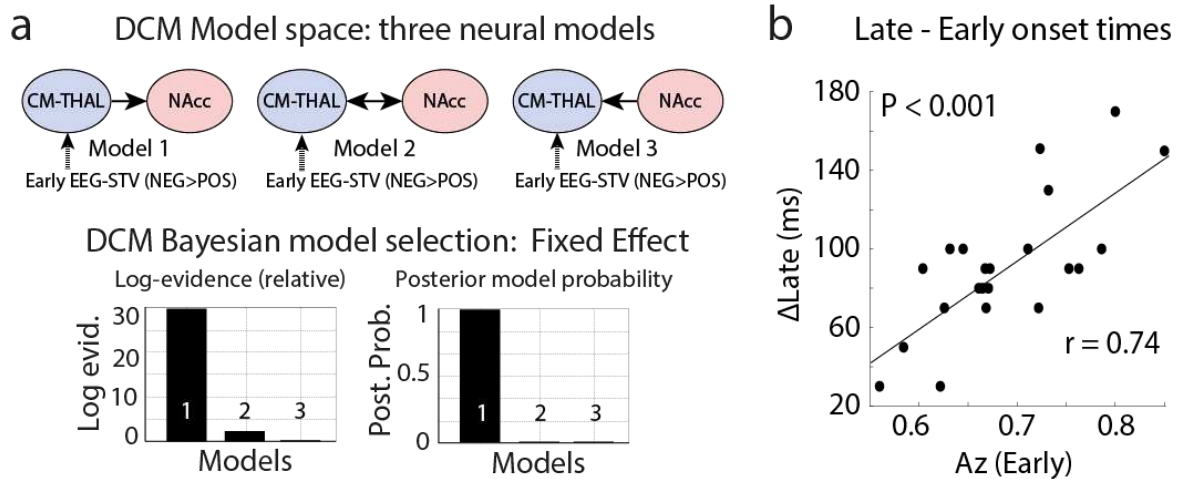 a
DCM Model space: three neural models
CM-THAL NAcc CM-THAL NAcc CM-THAL NAcc
Model 1 Model 2 Model 3
Early EEG-STV (NEG>POS) Early EEG-STV (NEG>POS) Early EEG-STV (NEG>POS)
DCM Bayesian model selection: Fixed Effect
Log-evidence (relative)
Log evid.
30
20
10
0
1 2 3
Models
Posterior model probability
Post. Prob.
1
0.5
0
1 2 3
Models
b
Late - Early onset times
P < 0.001
r = 0.74
ΔLate (ms)
180
140
100
60
20
0.6 0.7 0.8
Az (Early)